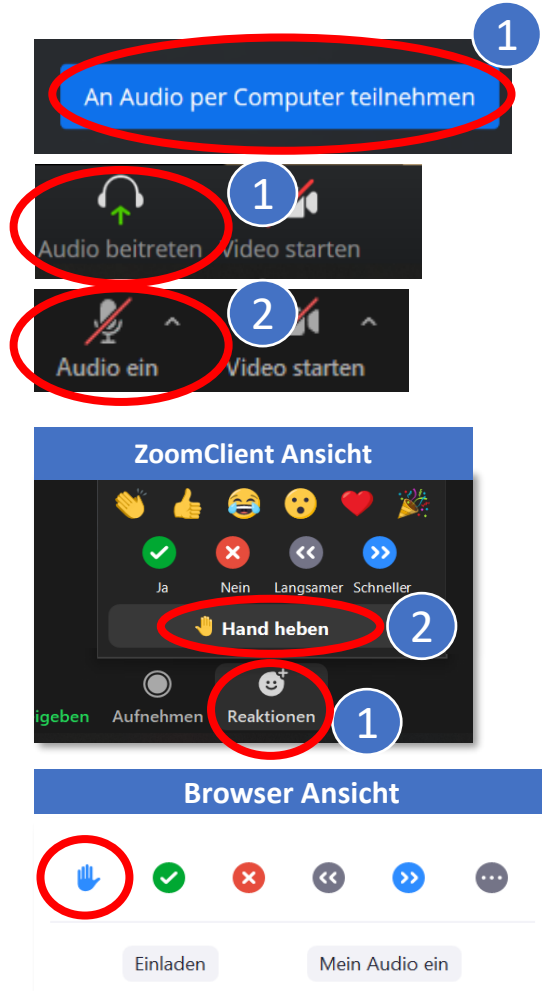 1
An Audio per Computer teilnehmen
1
Audio beitreten Video starten
2
Audio ein Video starten
ZoomClient Ansicht
Ja Nein Langsamer Schneller
Hand heben 2
igeben Aufnehmen Reaktionen 1
Browser Ansicht
Einladen Mein Audio ein